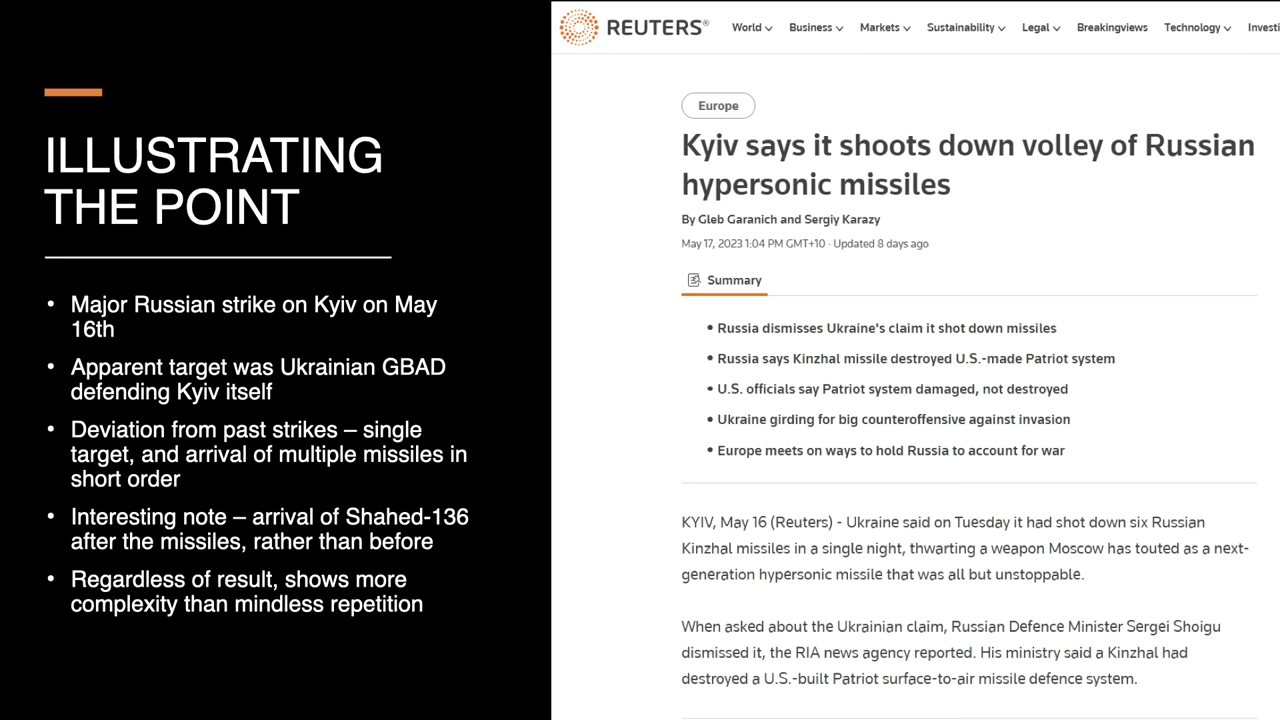 ILLUSTRATING
THE POINT
• Major Russian strike on Kyiv on May
16th
• Apparent target was Ukrainian GBAD
defending Kyiv itself
• Deviation from past strikes – single
target, and arrival of multiple missiles in
short order
• Interesting note – arrival of Shahed-136
after the missiles, rather than before
• Regardless of result, shows more
complexity than mindless repetition
REUTERS®
World Business Markets Sustainability Legal Breakingviews Technology Investi
Europe
Kyiv says it shoots down volley of Russian
hypersonic missiles
By Gleb Garanich and Sergiy Karazy
May 17, 2023 1:04 PM GMT+10 · Updated 8 days ago
Summary
• Russia dismisses Ukraine's claim it shot down missiles
• Russia says Kinzhal missile destroyed U.S.-made Patriot system
• U.S. officials say Patriot system damaged, not destroyed
• Ukraine girding for big counteroffensive against invasion
• Europe meets on ways to hold Russia to account for war
KYIV, May 16 (Reuters) - Ukraine said on Tuesday it had shot down six Russian
Kinzhal missiles in a single night, thwarting a weapon Moscow has touted as a next-
generation hypersonic missile that was all but unstoppable.
When asked about the Ukrainian claim, Russian Defence Minister Sergei Shoigu
dismissed it, the RIA news agency reported. His ministry said a Kinzhal had
destroyed a U.S.-built Patriot surface-to-air missile defence system.